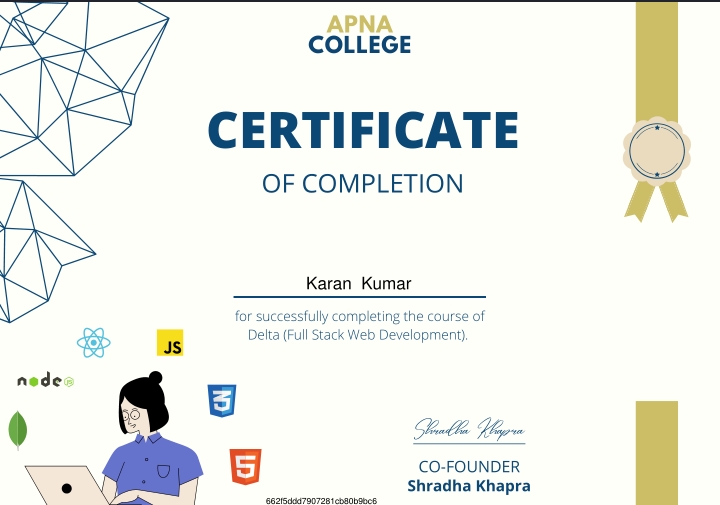 APNA
COLLEGE
CERTIFICATE
OF COMPLETION
Karan Kumar
for successfully completing the course of
Delta (Full Stack Web Development).
JS
node
JS
3
5
Shradha Khapra
CO-FOUNDER
Shradha Khapra
662f5ddd7907281cb80b9bc6